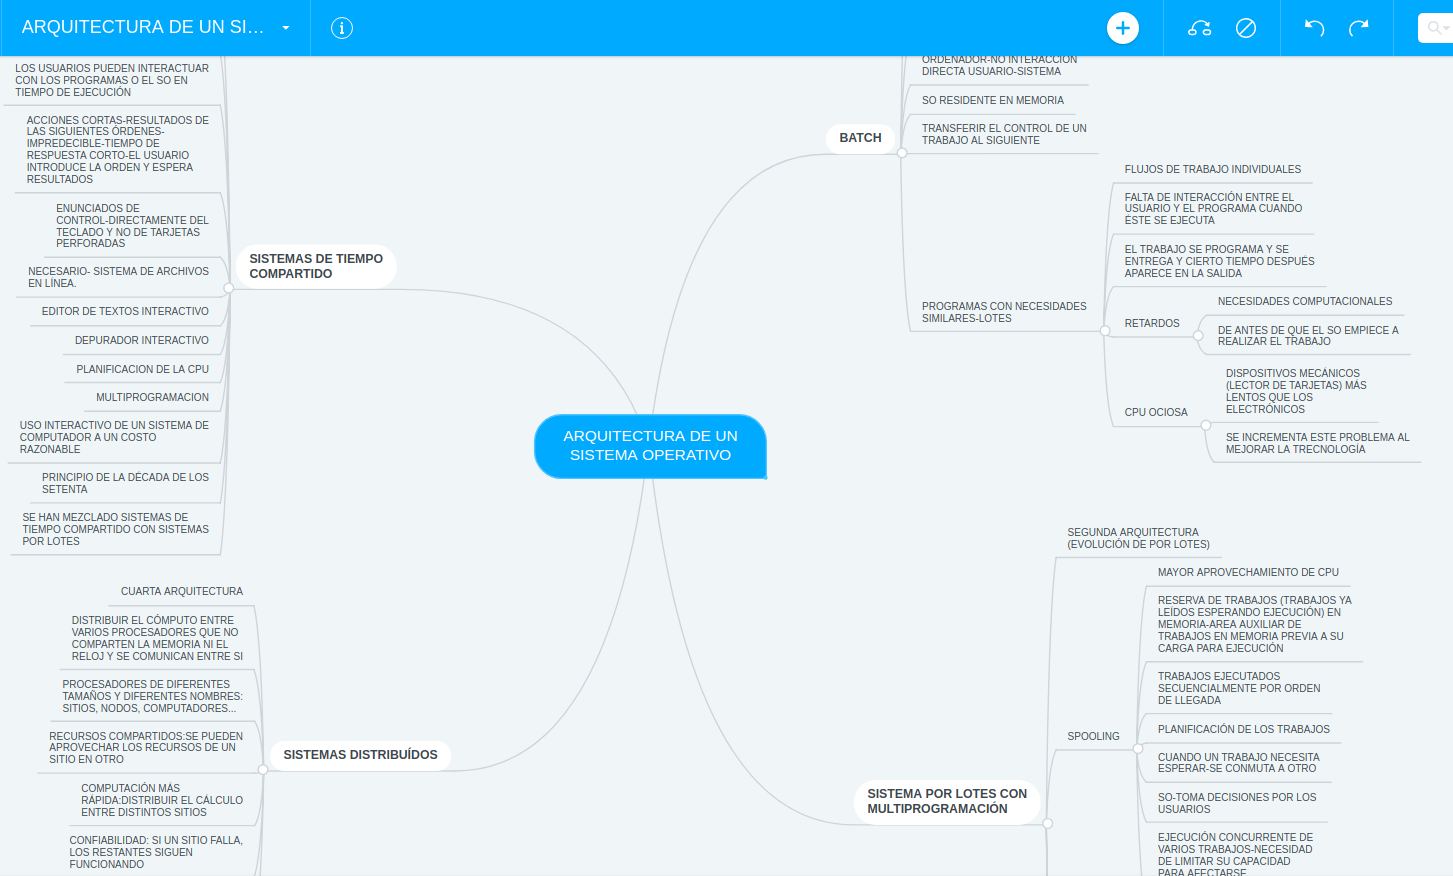 ARQUITECTURA DE UN SI...
LOS USUARIOS PUEDEN INTERACTUAR
CON LOS PROGRAMAS O EL SO EN
TIEMPO DE EJECUCIÓN
ACCIONES CORTAS-RESULTADOS DE
LAS SIGUIENTES ÓRDENES-
IMPREDECIBLE-TIEMPO DE
RESPUESTA CORTO-EL USUARIO
INTRODUCE LA ORDEN Y ESPERA
RESULTADOS
ENUNCIADOS DE
CONTROL-DIRECTAMENTE DEL
TECLADO Y NO DE TARJETAS
PERFORADAS
NECESARIO- SISTEMA DE ARCHIVOS
EN LÍNEA.
EDITOR DE TEXTOS INTERACTIVO
DEPURADOR INTERACTIVO
PLANIFICACION DE LA CPU
MULTIPROGRAMACION
USO INTERACTIVO DE UN SISTEMA DE
COMPUTADOR A UN COSTO
RAZONABLE
PRINCIPIO DE LA DÉCADA DE LOS
SETENTA
SE HAN MEZCLADO SISTEMAS DE
TIEMPO COMPARTIDO CON SISTEMAS
POR LOTES
SISTEMAS DE TIEMPO
COMPARTIDO
CUARTA ARQUITECTURA
DISTRIBUIR EL CÓMPUTO ENTRE
VARIOS PROCESADORES QUE NO
COMPARTEN LA MEMORIA NI EL
RELOJ Y SE COMUNICAN ENTRE SI
PROCESADORES DE DIFERENTES
TAMAÑOS Y DIFERENTES NOMBRES:
SITIOS, NODOS, COMPUTADORES...
RECURSOS COMPARTIDOS:SE PUEDEN
APROVECHAR LOS RECURSOS DE UN
SITIO EN OTRO
COMPUTACIÓN MÁS
RÁPIDA:DISTRIBUIR EL CÁLCULO
ENTRE DISTINTOS SITIOS
CONFIABILIDAD: SI UN SITIO FALLA,
LOS RESTANTES SIGUEN
FUNCIONANDO
SISTEMAS DISTRIBUÍDOS
ARQUITECTURA DE UN
SISTEMA OPERATIVO
BATCH
ORDENADOR-NO INTERACCIÓN
DIRECTA USUARIO-SISTEMA
SO RESIDENTE EN MEMORIA
TRANSFERIR EL CONTROL DE UN
TRABAJO AL SIGUIENTE
PROGRAMAS CON NECESIDADES
SIMILARES-LOTES
FLUJOS DE TRABAJO INDIVIDUALES
FALTA DE INTERACCIÓN ENTRE EL
USUARIO Y EL PROGRAMA CUANDO
ÉSTE SE EJECUTA
EL TRABAJO SE PROGRAMA Y SE
ENTREGA Y CIERTO TIEMPO DESPUÉS
APARECE EN LA SALIDA
RETARDOS
NECESIDADES COMPUTACIONALES
DE ANTES DE QUE EL SO EMPIECE A
REALIZAR EL TRABAJO
CPU OCIOSA
DISPOSITIVOS MECÁNICOS
(LECTOR DE TARJETAS) MÁS
LENTOS QUE LOS
ELECTRÓNICOS
SE INCREMENTA ESTE PROBLEMA AL
MEJORAR LA TRECNOLOGÍA
SISTEMA POR LOTES CON
MULTIPROGRAMACIÓN
SEGUNDA ARQUITECTURA
(EVOLUCIÓN DE POR LOTES)
SPOOLING
MAYOR APROVECHAMIENTO DE CPU
RESERVA DE TRABAJOS (TRABAJOS YA
LEÍDOS ESPERANDO EJECUCIÓN) EN
MEMORIA-AREA AUXILIAR DE
TRABAJOS EN MEMORIA PREVIA A SU
CARGA PARA EJECUCIÓN
TRABAJOS EJECUTADOS
SECUENCIALMENTE POR ORDEN
DE LLEGADA
PLANIFICACIÓN DE LOS TRABAJOS
CUANDO UN TRABAJO NECESITA
ESPERAR-SE CONMUTA A OTRO
SO-TOMA DECISIONES POR LOS
USUARIOS
EJECUCIÓN CONCURRENTE DE
VARIOS TRABAJOS-NECESIDAD
DE LIMITAR SU CAPACIDAD
PARA AFECTARSE